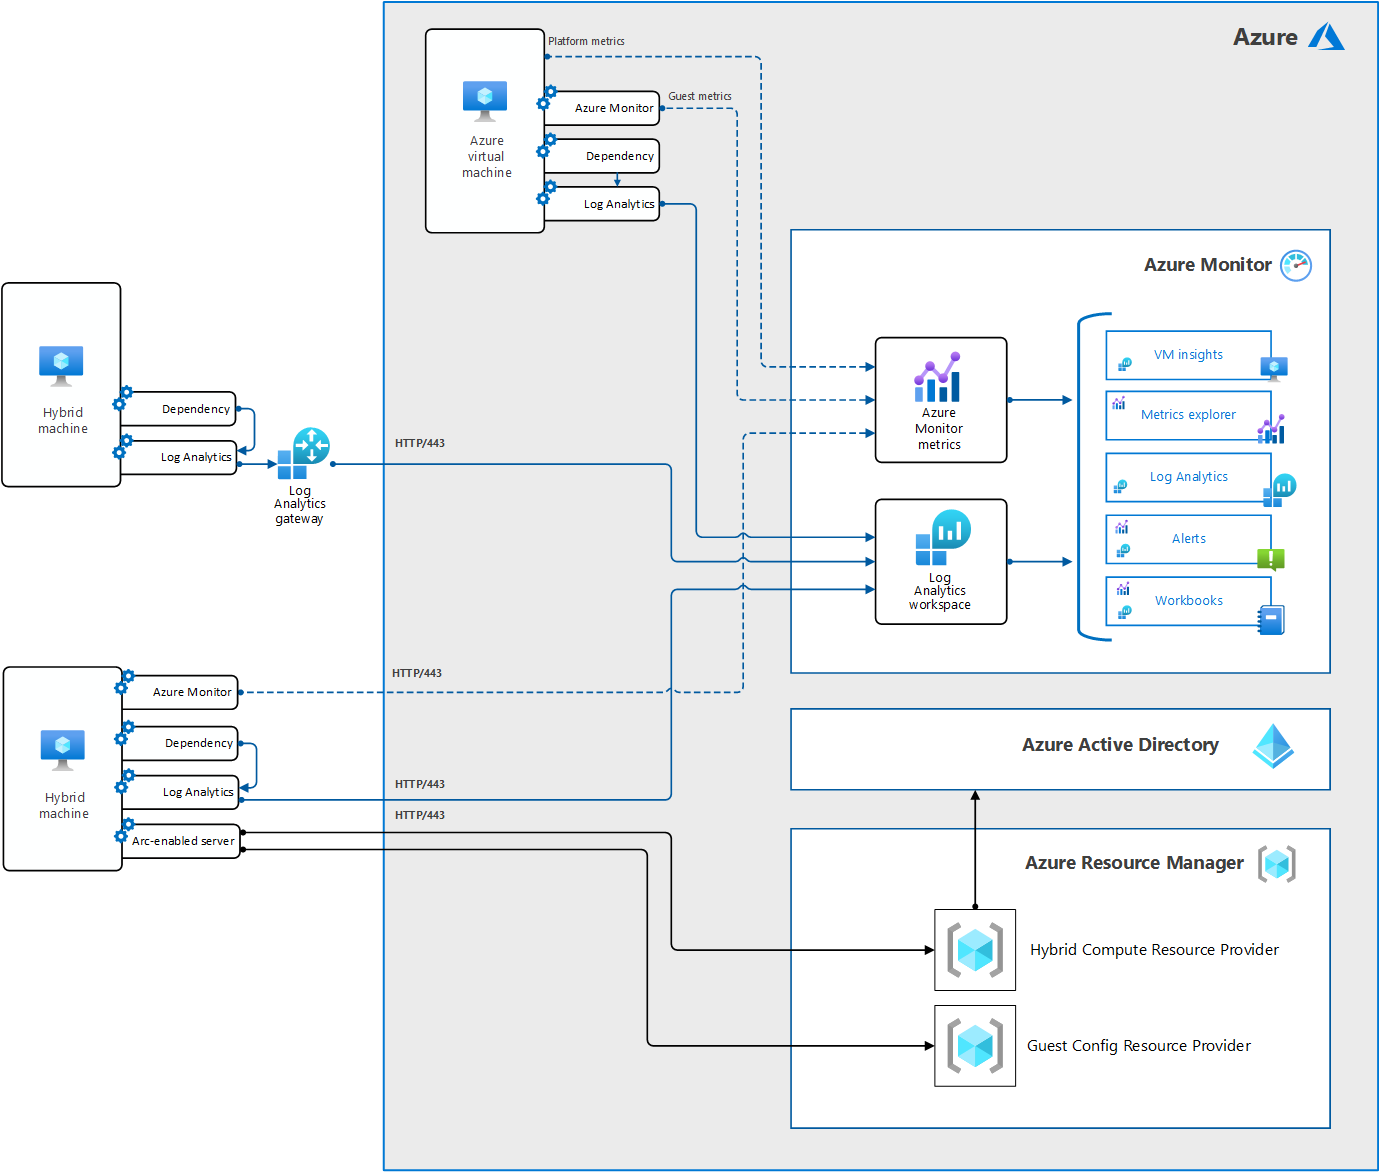 Azure
Platform metrics
Guest metrics
Azure Monitor
Azure
virtual
machine
Dependency
Log Analytics
Azure Monitor
Hybrid
machine
Dependency
Log Analytics
Log
Analytics
gateway
HTTP/443
Azure
Monitor
metrics
Log
Analytics
workspace
VM insights
Metrics explorer
Log Analytics
Alerts
Workbooks
HTTP/443
Azure Monitor
Dependency
Hybrid
machine
Log Analytics
Arc-enabled server
HTTP/443
HTTP/443
Azure Active Directory
Azure Resource Manager
Hybrid Compute Resource Provider
Guest Config Resource Provider